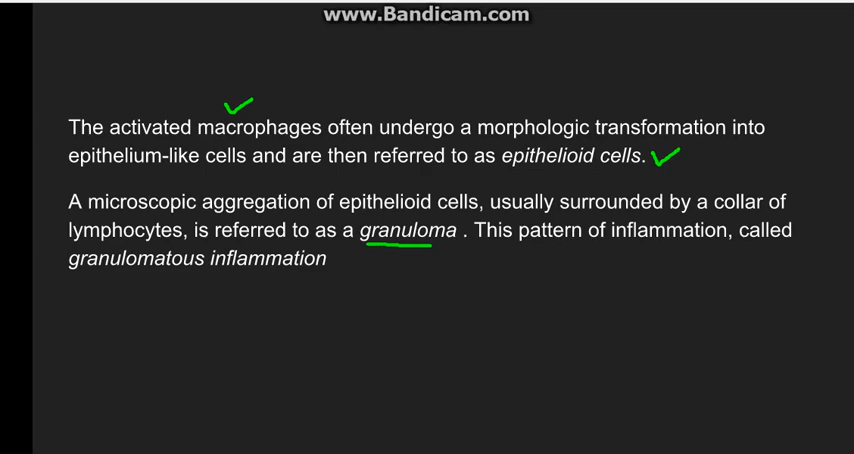 www.Bandicam.com
The activated macrophages often undergo a morphologic transformation into
epithelium-like cells and are then referred to as epithelioid cells.
A microscopic aggregation of epithelioid cells, usually surrounded by a collar of
lymphocytes, is referred to as a granuloma . This pattern of inflammation, called
granulomatous inflammation